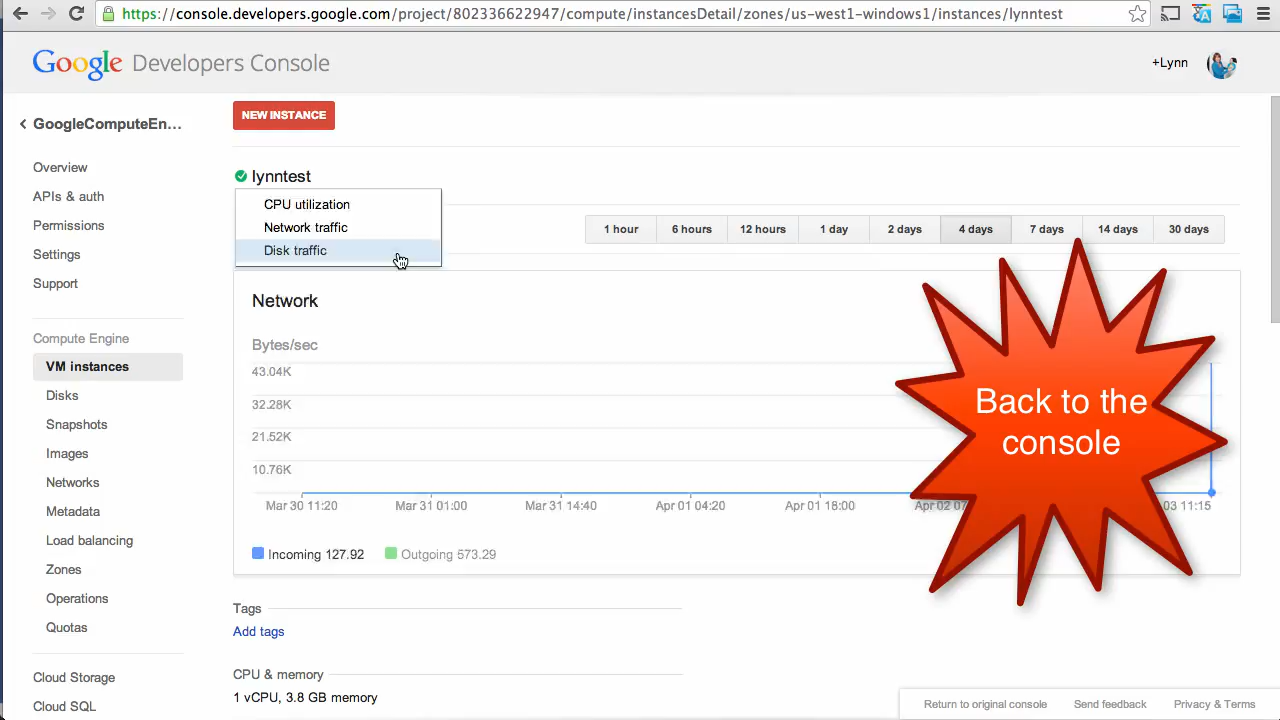 https://console.developers.google.com/project/802336622947/compute/instancesDetail/zones/us-west1-windows1/instances/lynntest
Google Developers Console
+Lynn
GoogleComputeEn...
NEW INSTANCE
Overview
APIs & auth
Permissions
Settings
Support
Compute Engine
VM instances
Disks
Snapshots
Images
Networks
Metadata
Load balancing
Zones
Operations
Quotas
Cloud Storage
Cloud SQL
lynntest
CPU utilization
Network traffic
Disk traffic
1 hour 6 hours 12 hours 1 day 2 days 4 days 7 days 14 days 30 days
Network
Bytes/sec
43.04K
32.28K
21.52K
10.76K
Mar 30 11:20 Mar 31 01:00 Mar 31 14:40 Apr 01 04:20 Apr 01 18:00 Apr 02 03 11:15
Incoming 127.92 Outgoing 573.29
Back to the
console
Tags
Add tags
CPU & memory
1 vCPU, 3.8 GB memory
Return to original console Send feedback Privacy & Terms